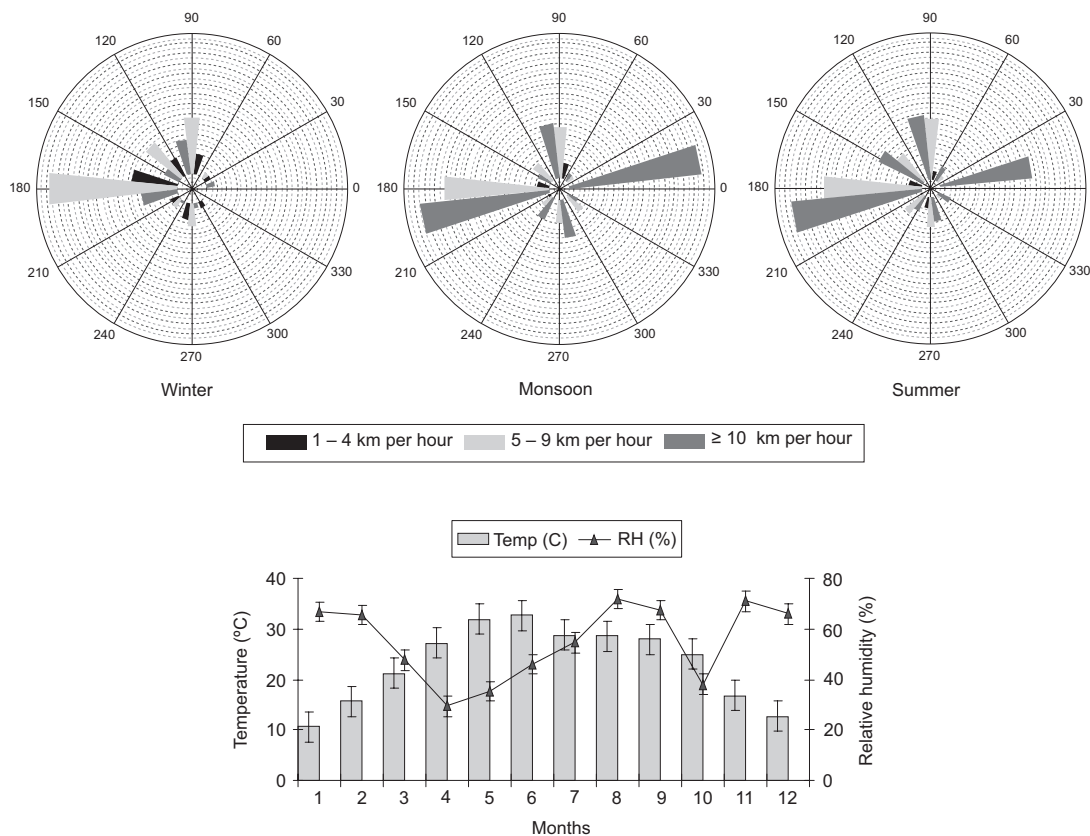 90 90 90
120 60 120 60 120 60
150 30 150 30 150 30
180 0 180 0 180 0
210 330 210 330 210 330
240 300 240 300 240 300
270 270 270
Winter Monsoon Summer
1 – 4 km per hour 5 – 9 km per hour ≥ 10 km per hour
Temp (C) RH (%)
Temperature (ºC)
40
30
20
10
0
80
60
40
20
0
Relative humidity (%)
1 2 3 4 5 6 7 8 9 10 11 12
Months